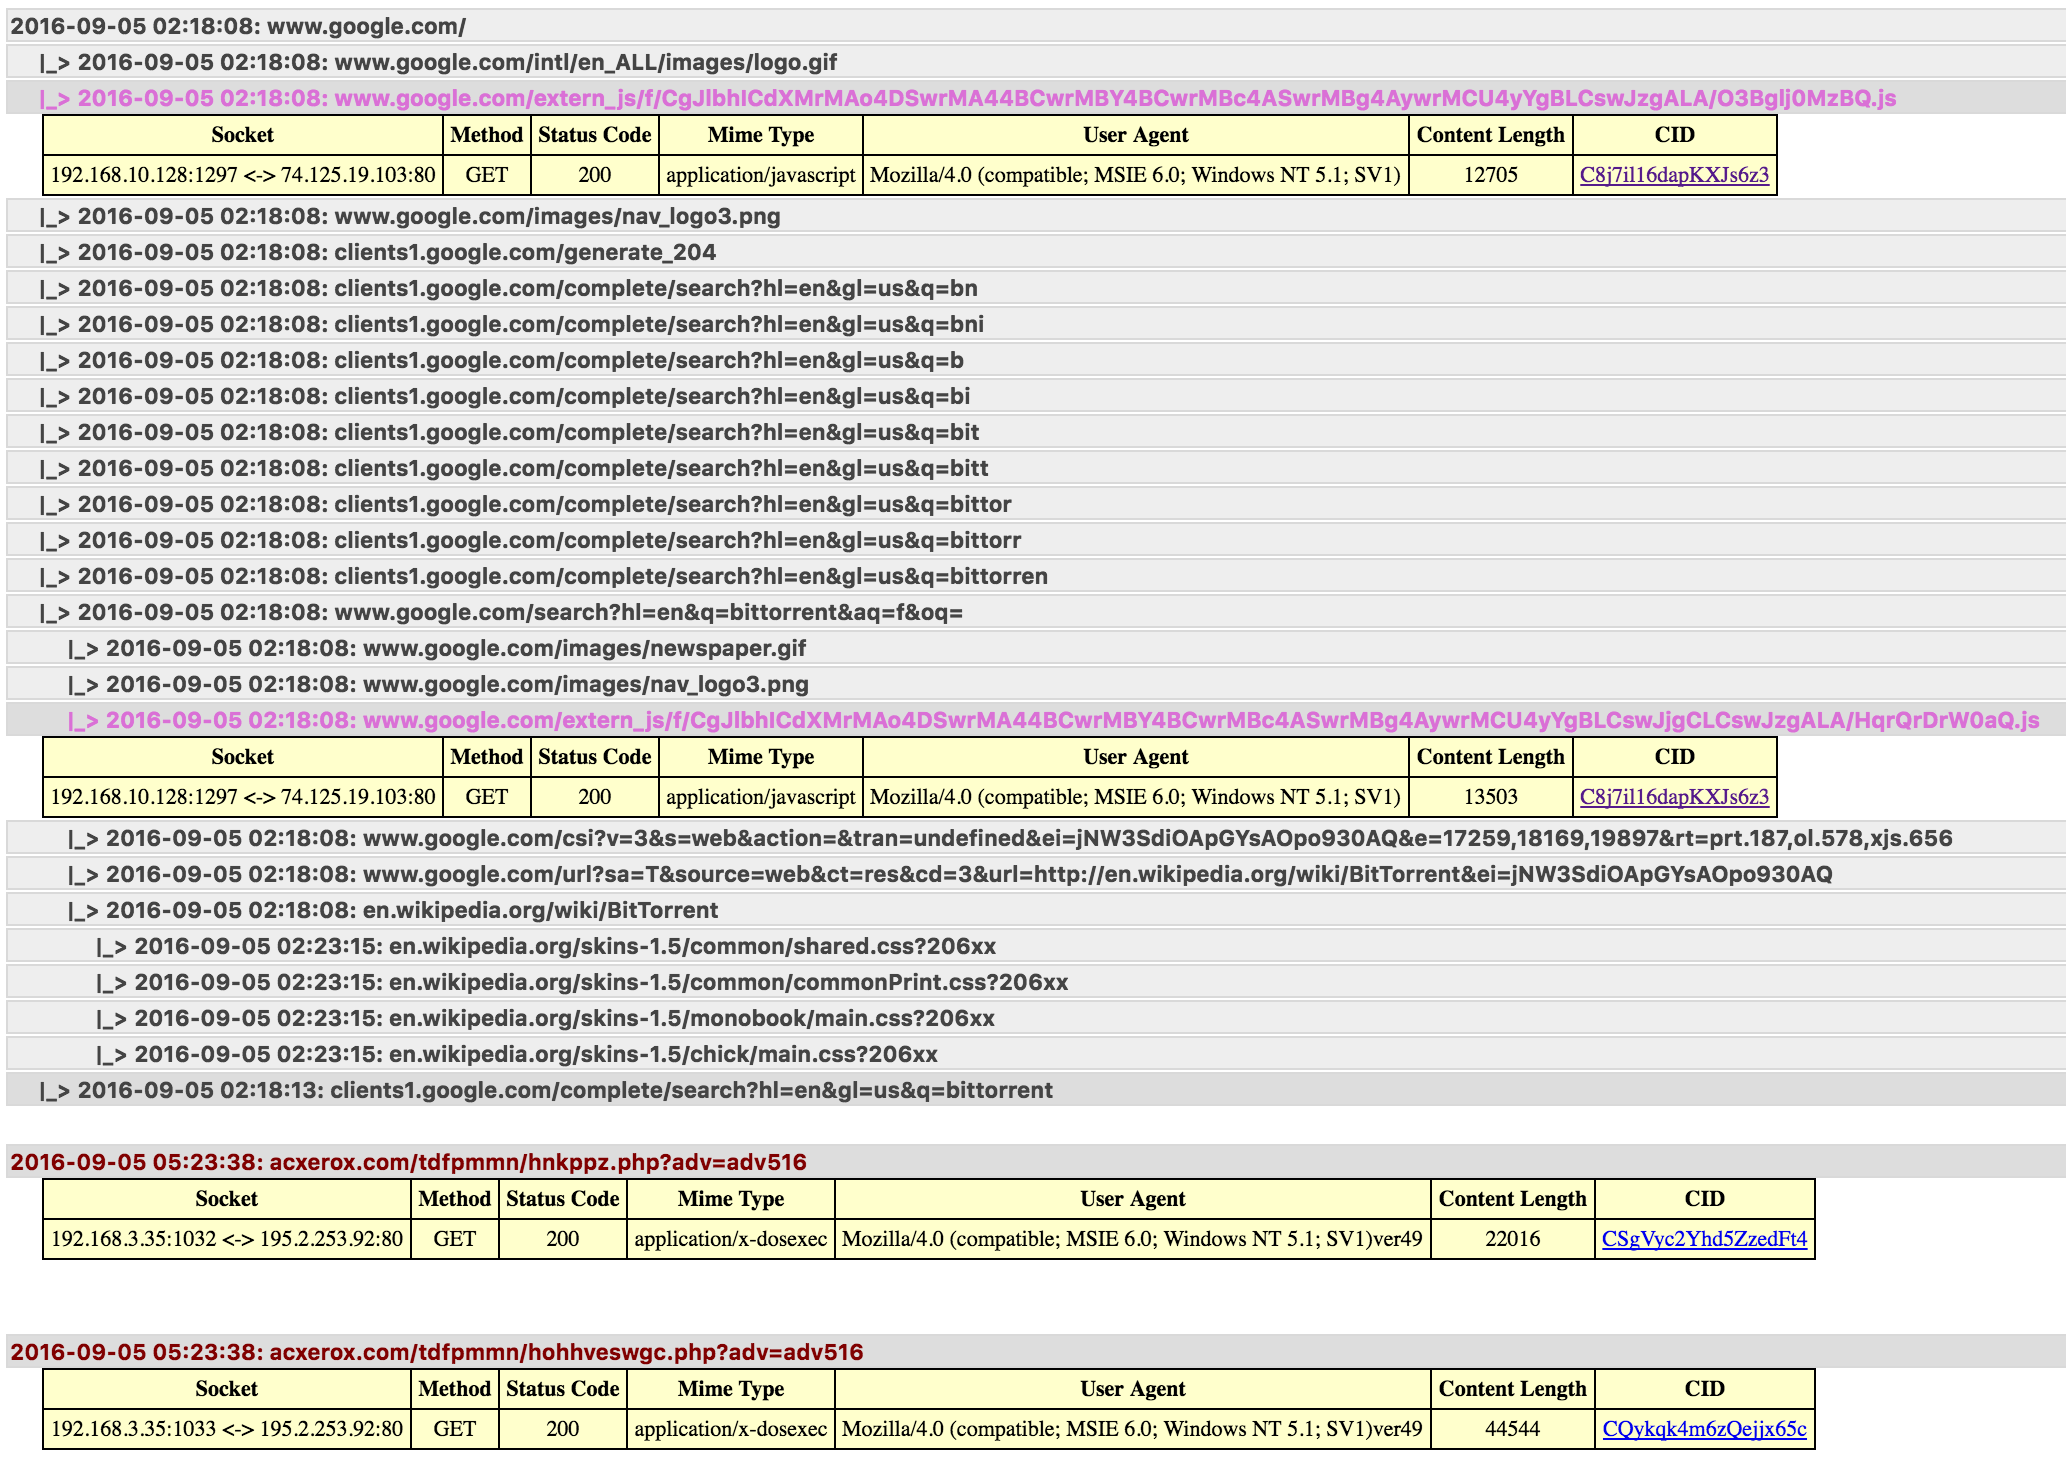 2016-09-05 02:18:08: www.google.com/
|_> 2016-09-05 02:18:08: www.google.com/intl/en_ALL/images/logo.gif
|_> 2016-09-05 02:18:08: www.google.com/extern_js/f/CgJlbhICdXMrMAo4DSwrMA44BCwrMBY4BCwrMBc4ASwrMBg4AywrMCU4yYgBLCswJzgALA/O3Bglj0MzBQ.js
Socket Method Status Code Mime Type User Agent Content Length CID
192.168.10.128:1297 <-> 74.125.19.103:80 GET 200 application/javascript Mozilla/4.0 (compatible; MSIE 6.0; Windows NT 5.1; SV1) 12705 C8j7il16dapKXJs6z3
|_> 2016-09-05 02:18:08: www.google.com/images/nav_logo3.png
|_> 2016-09-05 02:18:08: clients1.google.com/generate_204
|_> 2016-09-05 02:18:08: clients1.google.com/complete/search?hl=en&gl=us&q=bn
|_> 2016-09-05 02:18:08: clients1.google.com/complete/search?hl=en&gl=us&q=bni
|_> 2016-09-05 02:18:08: clients1.google.com/complete/search?hl=en&gl=us&q=b
|_> 2016-09-05 02:18:08: clients1.google.com/complete/search?hl=en&gl=us&q=bi
|_> 2016-09-05 02:18:08: clients1.google.com/complete/search?hl=en&gl=us&q=bit
|_> 2016-09-05 02:18:08: clients1.google.com/complete/search?hl=en&gl=us&q=bitt
|_> 2016-09-05 02:18:08: clients1.google.com/complete/search?hl=en&gl=us&q=bittor
|_> 2016-09-05 02:18:08: clients1.google.com/complete/search?hl=en&gl=us&q=bittorr
|_> 2016-09-05 02:18:08: clients1.google.com/complete/search?hl=en&gl=us&q=bittorren
|_> 2016-09-05 02:18:08: www.google.com/search?hl=en&q=bittorrent&aq=f&oq=
|_> 2016-09-05 02:18:08: www.google.com/images/newspaper.gif
|_> 2016-09-05 02:18:08: www.google.com/images/nav_logo3.png
|_> 2016-09-05 02:18:08: www.google.com/extern_js/f/CgJlbhICdXMrMAo4DSwrMA44BCwrMBY4BCwrMBc4ASwrMBg4AywrMCU4yYgBLCswJjgCLCswJzgALA/HqrQrDrW0aQ.js
Socket Method Status Code Mime Type User Agent Content Length CID
192.168.10.128:1297 <-> 74.125.19.103:80 GET 200 application/javascript Mozilla/4.0 (compatible; MSIE 6.0; Windows NT 5.1; SV1) 13503 C8j7il16dapKXJs6z3
|_> 2016-09-05 02:18:08: www.google.com/csi?v=3&s=web&action=&tran=undefined&ei=jNW3SdiOApGYsAOpo930AQ&e=17259,18169,19897&rt=prt.187,ol.578,xjs.656
|_> 2016-09-05 02:18:08: www.google.com/url?sa=T&source=web&ct=res&cd=3&url=http://en.wikipedia.org/wiki/BitTorrent&ei=jNW3SdiOApGYsAOpo930AQ
|_> 2016-09-05 02:18:08: en.wikipedia.org/wiki/BitTorrent
|_> 2016-09-05 02:23:15: en.wikipedia.org/skins-1.5/common/shared.css?206xx
|_> 2016-09-05 02:23:15: en.wikipedia.org/skins-1.5/common/commonPrint.css?206xx
|_> 2016-09-05 02:23:15: en.wikipedia.org/skins-1.5/monobook/main.css?206xx
|_> 2016-09-05 02:23:15: en.wikipedia.org/skins-1.5/chick/main.css?206xx
|_> 2016-09-05 02:18:13: clients1.google.com/complete/search?hl=en&gl=us&q=bittorrent
2016-09-05 05:23:38: acxerox.com/tdfpmmn/hnkppz.php?adv=adv516
Socket Method Status Code Mime Type User Agent Content Length CID
192.168.3.35:1032 <-> 195.2.253.92:80 GET 200 application/x-dosexec Mozilla/4.0 (compatible; MSIE 6.0; Windows NT 5.1; SV1)ver49 22016 CSgVyc2Yhd5ZzedFt4
2016-09-05 05:23:38: acxerox.com/tdfpmmn/hohhveswgc.php?adv=adv516
Socket Method Status Code Mime Type User Agent Content Length CID
192.168.3.35:1033 <-> 195.2.253.92:80 GET 200 application/x-dosexec Mozilla/4.0 (compatible; MSIE 6.0; Windows NT 5.1; SV1)ver49 44544 CQykqk4m6zQejjx65c